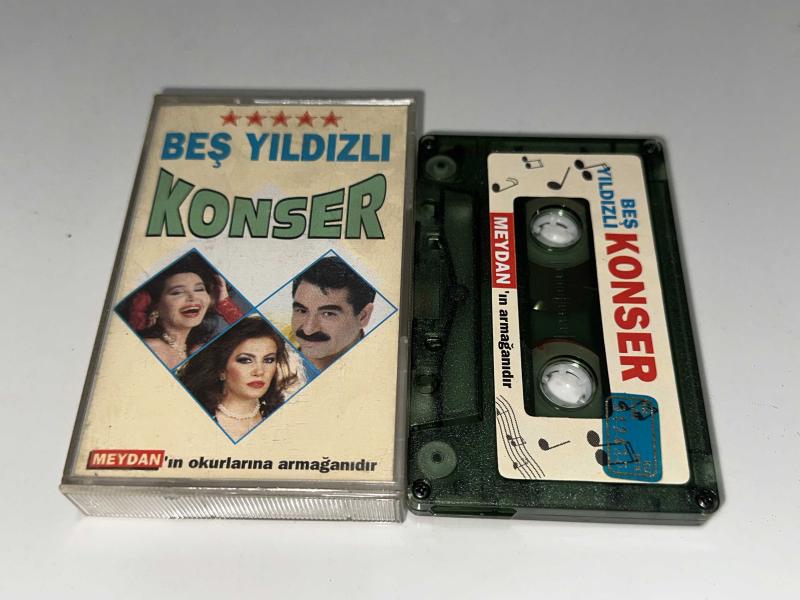 BEŞ YILDIZLI
KONSER
MEYDAN'ın okurlarına armağanıdır
BEŞ
YILDIZLI
KONSER
MEYDAN'ın armağanıdır